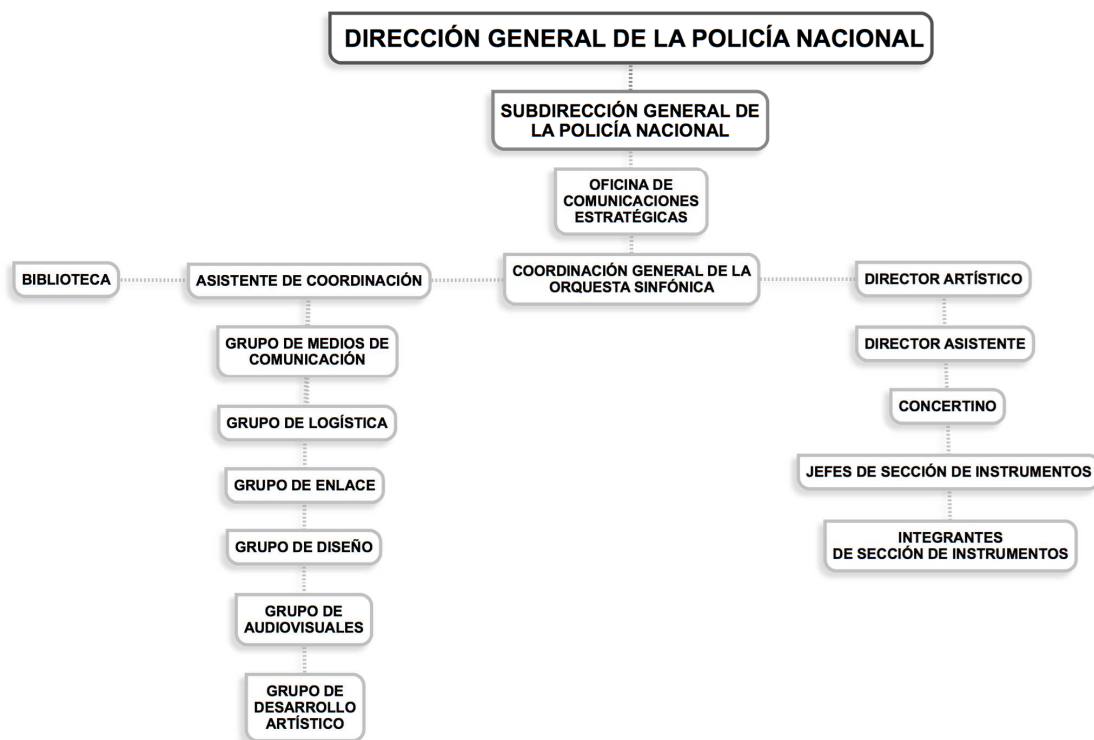 DIRECCIÓN GENERAL DE LA POLICÍA NACIONAL
SUBDIRECCIÓN GENERAL DE
LA POLICÍA NACIONAL
OFICINA DE
COMUNICACIONES
ESTRATÉGICAS
BIBLIOTECA
ASISTENTE DE COORDINACIÓN
COORDINACIÓN GENERAL DE LA
ORQUESTA SINFÓNICA
DIRECTOR ARTÍSTICO
GRUPO DE MEDIOS DE
COMUNICACIÓN
GRUPO DE LOGÍSTICA
GRUPO DE ENLACE
GRUPO DE DISEÑO
GRUPO DE
AUDIOVISUALES
GRUPO DE
DESARROLLO
ARTÍSTICO
DIRECTOR ASISTENTE
CONCERTINO
JEFES DE SECCIÓN DE INSTRUMENTOS
INTEGRANTES
DE SECCIÓN DE INSTRUMENTOS